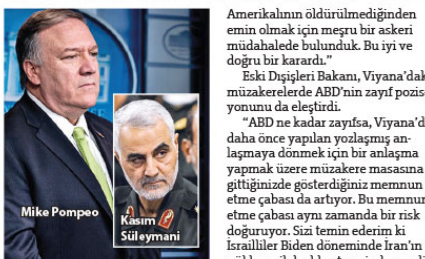 Amerikalının öldürülmediğinden
emin olmak için meşru bir askeri
müdahalede bulunduk. Bu iyi ve
doğru bir karardı.”
Eski Dışişleri Bakanı, Viyana’dak
müzakerelerde ABD’nin zayıf pozis
yonunu da eleştirdi.
“ABD ne kadar zayıfsa, Viyana’d
daha önce yapılan yozlaşmış an-
laşmaya dönmek için bir anlaşma
yapmak üzere müzakere masasına
gittiğinizde gösterdiğiniz memnun
etme çabası da artıyor. Bu memnun
etme çabası aynı zamanda bir risk
doğuruyor. Sizi temin ederim ki
İsrailliler Biden döneminde İran’ın
Mike Pompeo
Kasım
Süleymani